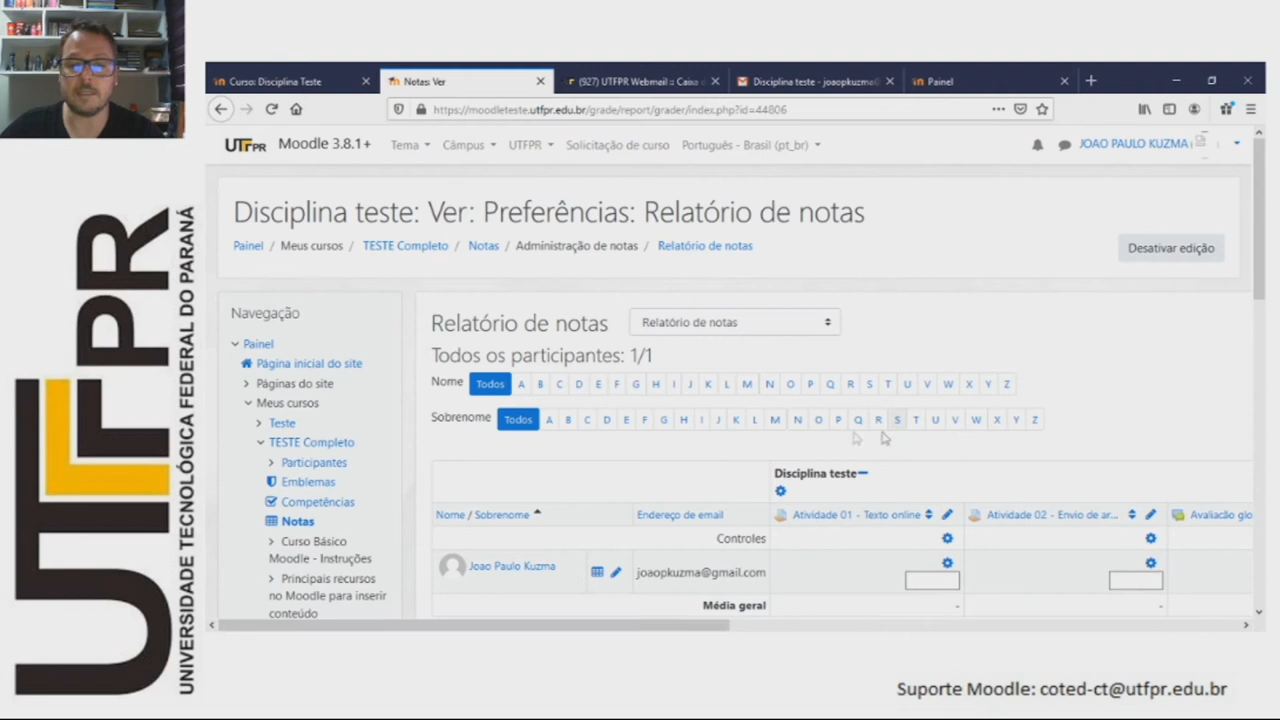 Curso: Disciplina Teste
Notas: Ver
(927) UTFPR Webmail :: Caixa d
Disciplina teste - joaopkuzma@
Painel
https://moodleteste.utfpr.edu.br/grade/report/grader/index.php?id=44806
UTFPR Moodle 3.8.1+ Tema Câmpus UTFPR Solicitação de curso Português - Brasil (pt_br) JOAO PAULO KUZMA
Disciplina teste: Ver: Preferências: Relatório de notas
Painel / Meus cursos / TESTE Completo / Notas / Administração de notas / Relatório de notas
Desativar edição
Navegação
Painel
Página inicial do site
Páginas do site
Meus cursos
Teste
TESTE Completo
Participantes
Emblemas
Competências
Notas
Curso Básico
Moodle - Instruções
Principais recursos
no Moodle para inserir
conteúdo
Relatório de notas Relatório de notas
Todos os participantes: 1/1
Nome Todos A B C D E F G H I J K L M N O P Q R S T U V W X Y Z
Sobrenome Todos A B C D E F G H I J K L M N O P Q R S T U V W X Y Z
Disciplina teste
Nome / Sobrenome Endereço de email Atividade 01 - Texto online Atividade 02 - Envio de ar... Avaliação glo
Controles
Joao Paulo Kuzma joaopkuzma@gmail.com
Média geral - -
UTFPR
UNIVERSIDADE TECNOLÓGICA FEDERAL DO PARANÁ
Suporte Moodle: coted-ct@utfpr.edu.br